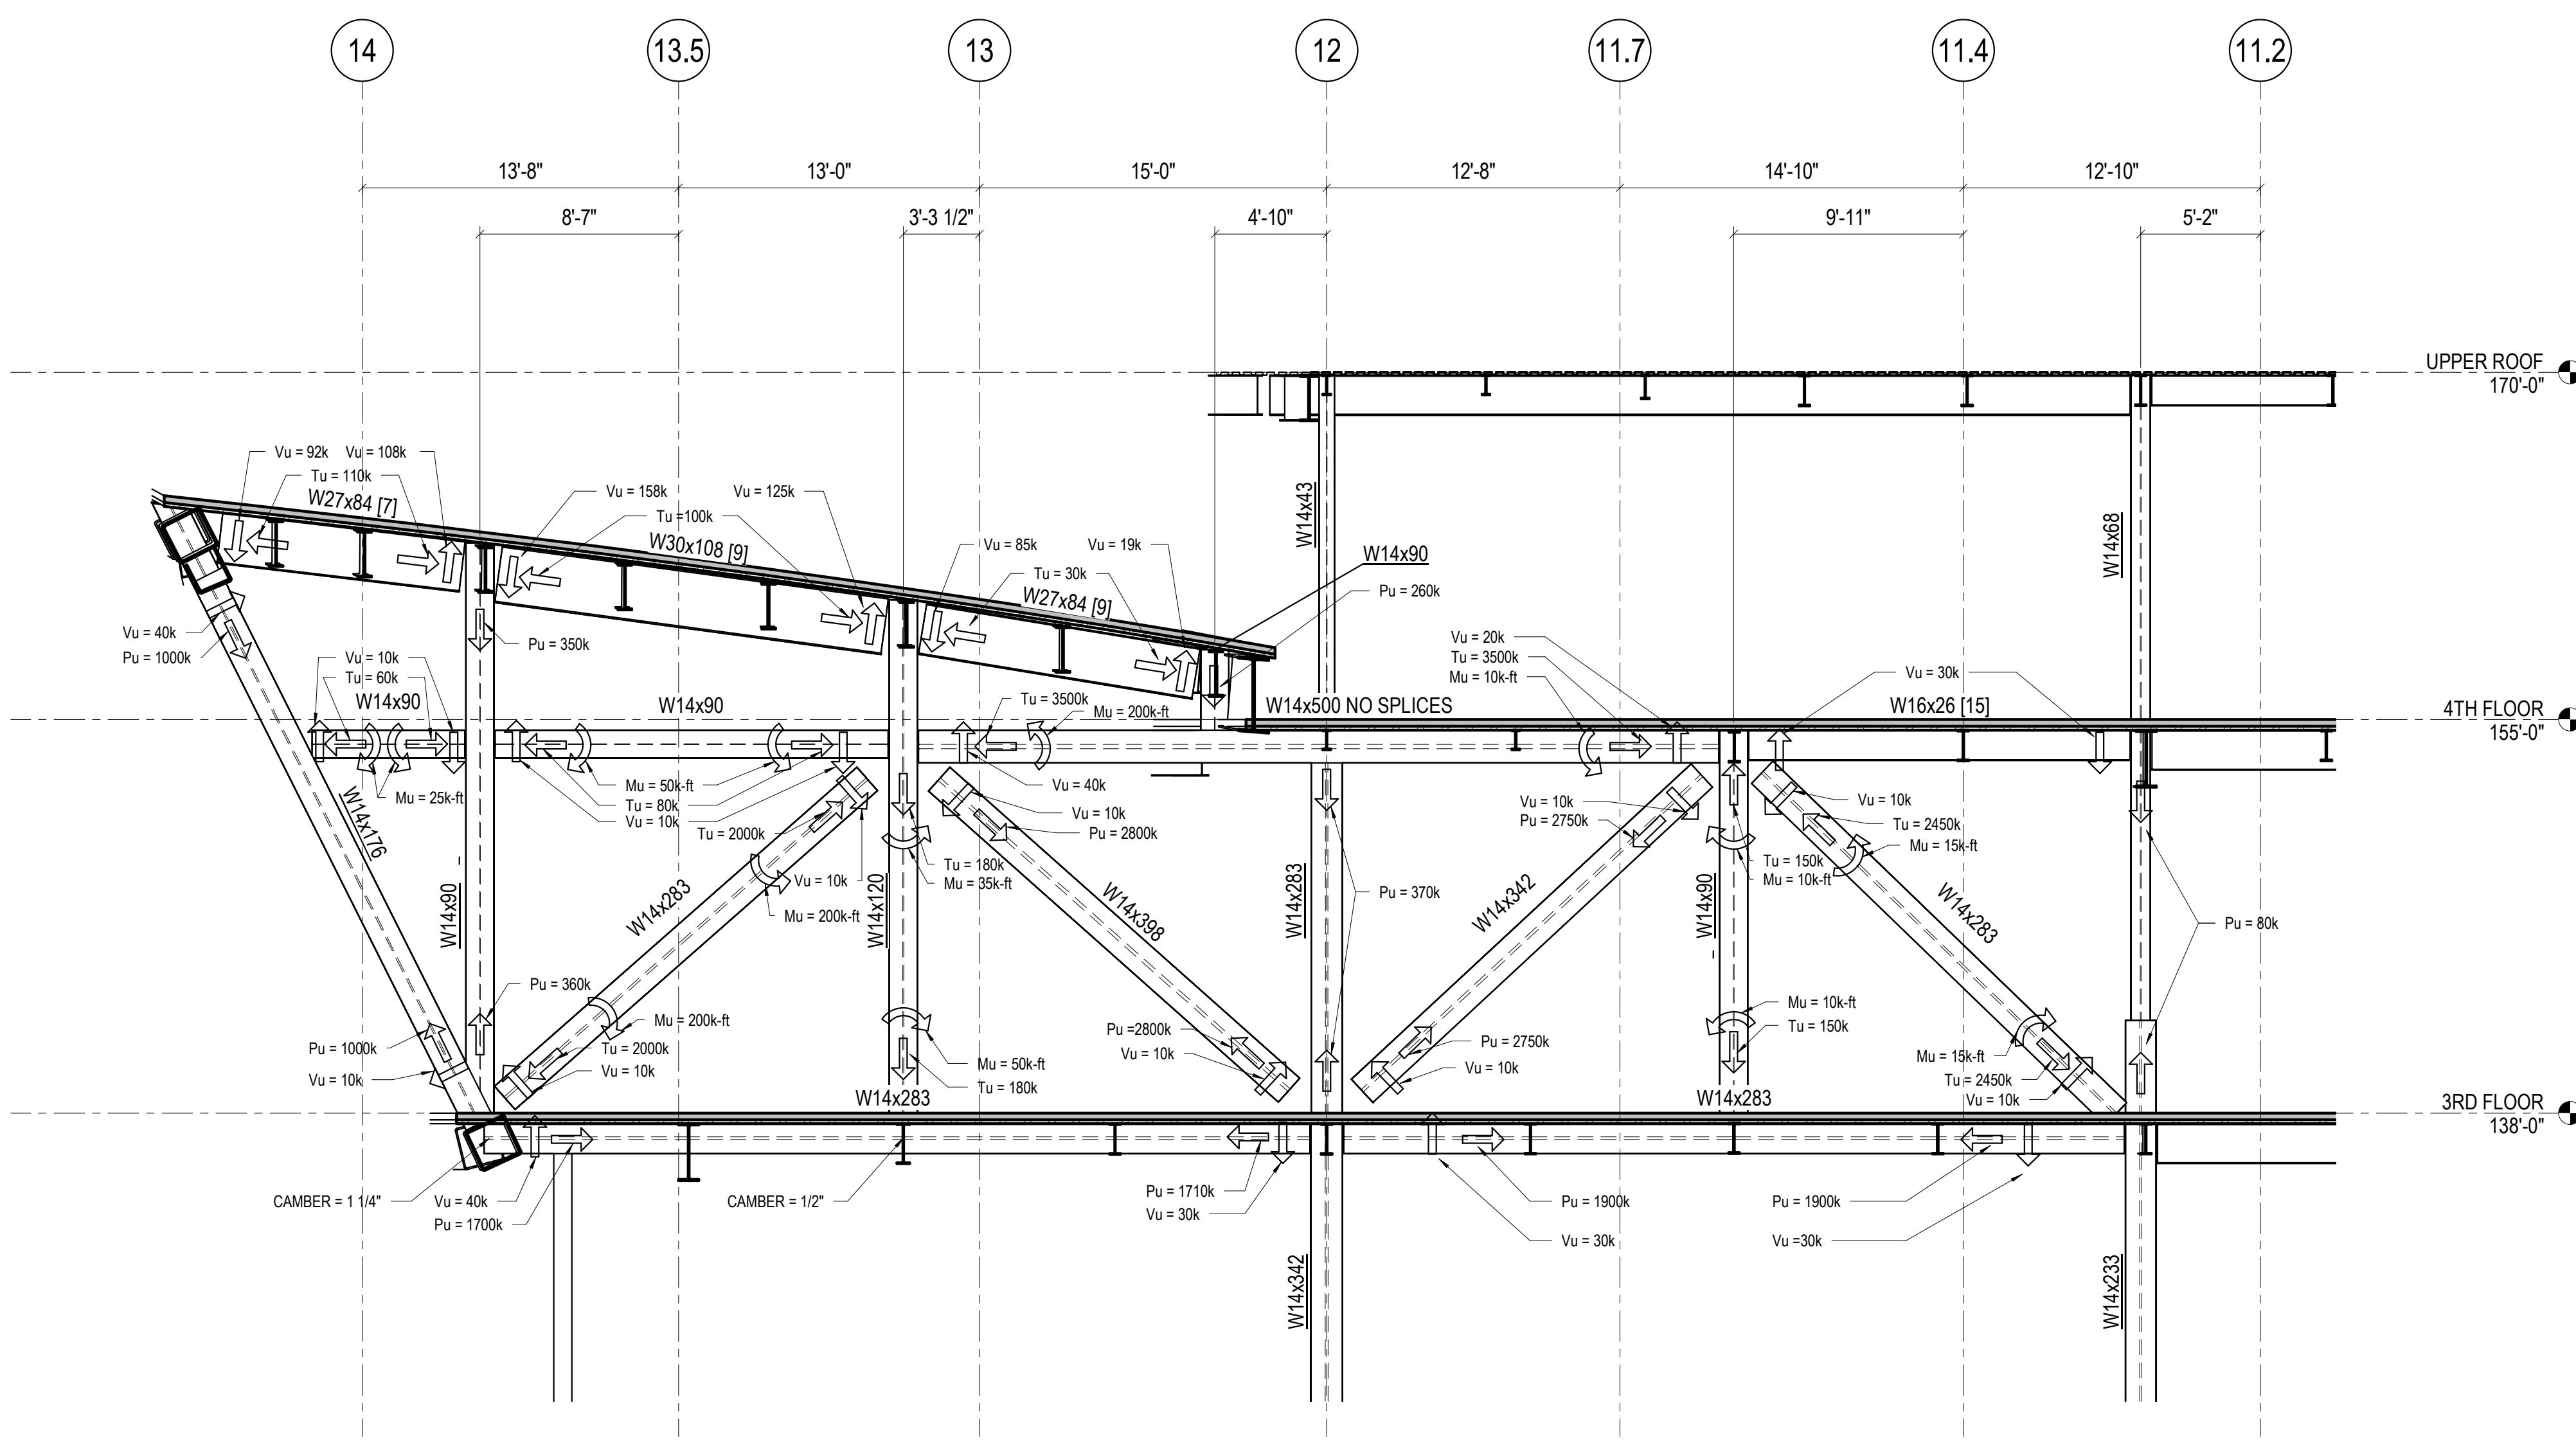 14
13.5
13
12
11.7
11.4
11.2
13'-8"
13'-0"
15'-0"
12'-8"
14'-10"
12'-10"
8'-7"
3'-3 1/2"
4'-10"
9'-11"
5'-2"
UPPER ROOF
170'-0"
Vu = 92k
Vu = 108k
Tu = 110k
W27x84 [7]
Vu = 158k
Vu = 125k
Tu =100k
W30x108 [9]
Vu = 85k
Vu = 19k
Tu = 30k
W27x84 [9]
W14x90
Pu = 260k
W14x43
W14x68
Vu = 40k
Pu = 1000k
Pu = 350k
Vu = 10k
Tu = 60k
W14x90
W14x90
Tu = 3500k
Mu = 200k-ft
W14x500 NO SPLICES
Vu = 20k
Tu = 3500k
Mu = 10k-ft
Vu = 30k
W16x26 [15]
4TH FLOOR
155'-0"
Mu = 25k-ft
Mu = 50k-ft
Tu = 80k
Vu = 10k
Tu = 2000k
Vu = 40k
Vu = 10k
Pu = 2800k
Vu = 10k
Pu = 2750k
Vu = 10k
Tu = 2450k
Mu = 15k-ft
W14x176
W14x90
W14x283
Vu = 10k
Mu = 200k-ft
W14x120
Tu = 180k
Mu = 35k-ft
W14x398
W14x283
Pu = 370k
W14x342
W14x90
Tu = 150k
Mu = 10k-ft
W14x283
Pu = 80k
Pu = 360k
Mu = 200k-ft
Tu = 2000k
Vu = 10k
Pu = 1000k
Vu = 10k
Mu = 50k-ft
Tu = 180k
Pu =2800k
Vu = 10k
Pu = 2750k
Vu = 10k
Mu = 10k-ft
Tu = 150k
Mu = 15k-ft
Tu = 2450k
Vu = 10k
W14x283
W14x283
3RD FLOOR
138'-0"
CAMBER = 1 1/4"
Vu = 40k
Pu = 1700k
CAMBER = 1/2"
Pu = 1710k
Vu = 30k
Pu = 1900k
Vu = 30k
Pu = 1900k
Vu =30k
W14x342
W14x233